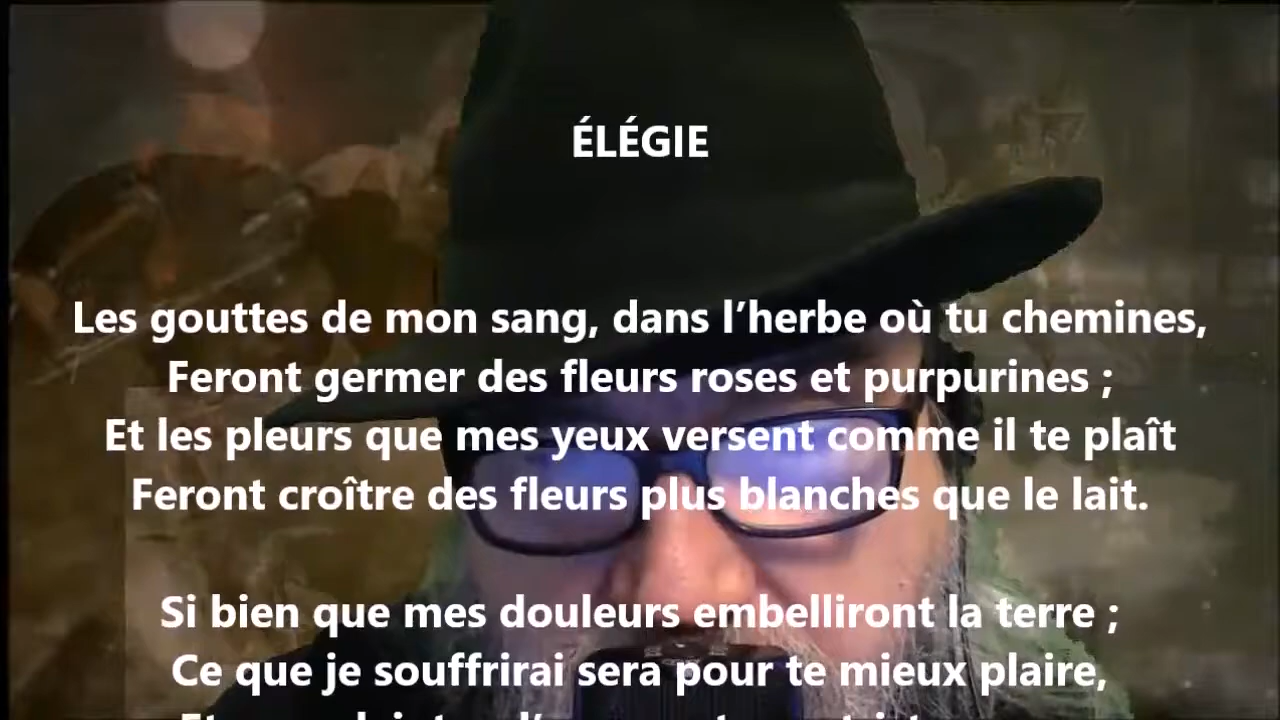 ÉLÉGIE
Les gouttes de mon sang, dans l’herbe où tu chemines,
Feront germer des fleurs roses et purpurines ;
Et les pleurs que mes yeux versent comme il te plaît
Feront croître des fleurs plus blanches que le lait.
Si bien que mes douleurs embelliront la terre ;
Ce que je souffrirai sera pour te mieux plaire,